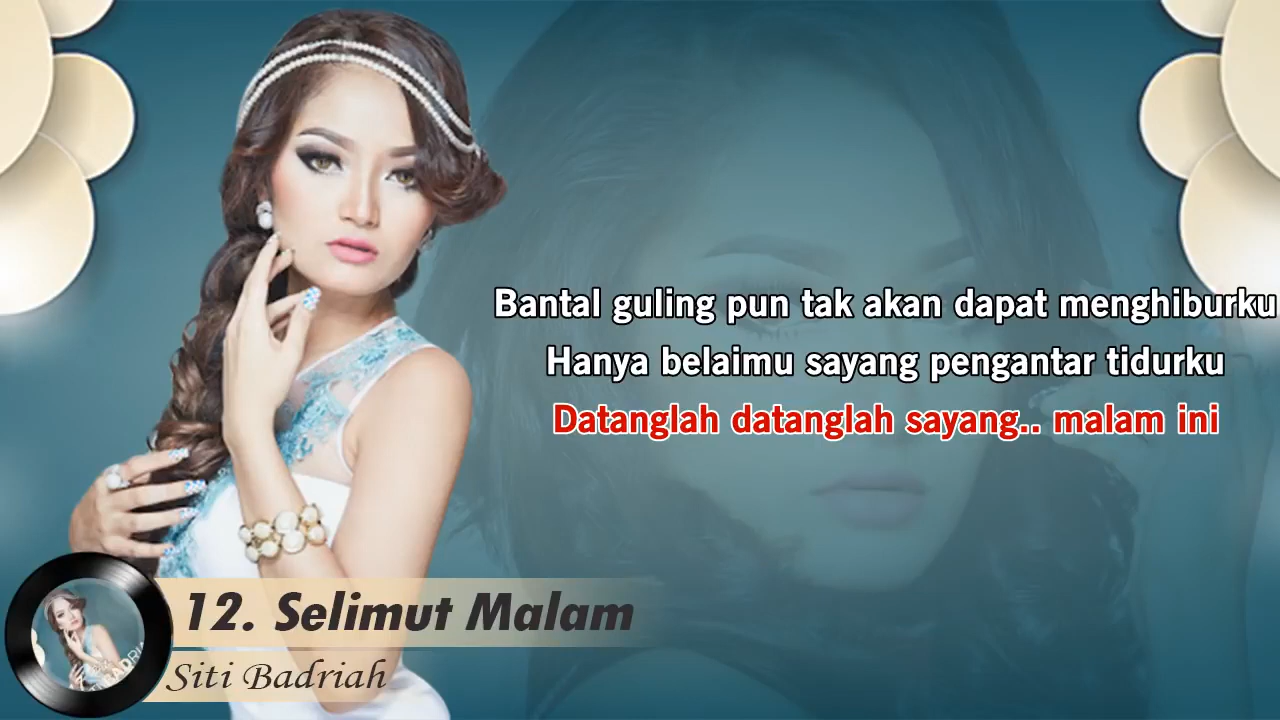 Bantal guling pun tak akan dapat menghiburku
Hanya belaimu sayang pengantar tidurku
Datanglah datanglah sayang.. malam ini
12. Selimut Malam
Siti Badriah